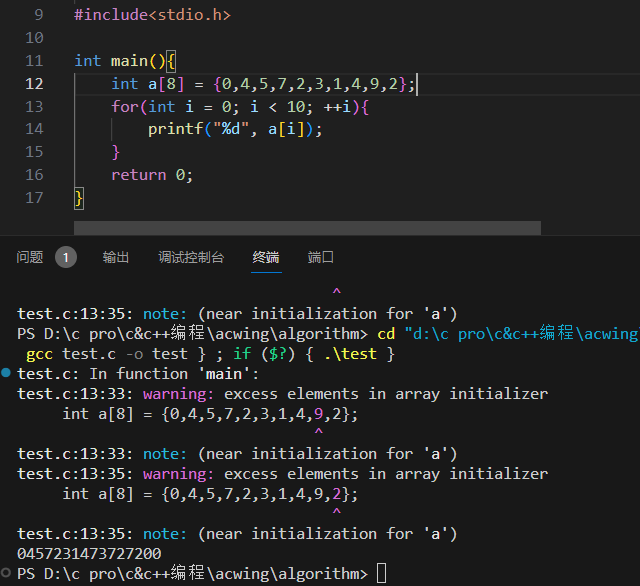 9 #include<stdio.h>
10
11 int main(){
12 int a[8] = {0,4,5,7,2,3,1,4,9,2};
13 for(int i = 0; i < 10; ++i){
14 printf("%d", a[i]);
15 }
16 return 0;
17 }
问题 1 输出 调试控制台 终端 端口
^
test.c:13:35: note: (near initialization for 'a')
PS D:\c pro\c&c++编程\acwing\algorithm> cd "d:\c pro\c&c++编程\acwing\
gcc test.c -o test } ; if ($?) { .\test }
test.c: In function 'main':
test.c:13:33: warning: excess elements in array initializer
int a[8] = {0,4,5,7,2,3,1,4,9,2};
^
test.c:13:33: note: (near initialization for 'a')
test.c:13:35: warning: excess elements in array initializer
int a[8] = {0,4,5,7,2,3,1,4,9,2};
^
test.c:13:35: note: (near initialization for 'a')
0457231473727200
PS D:\c pro\c&c++编程\acwing\algorithm>